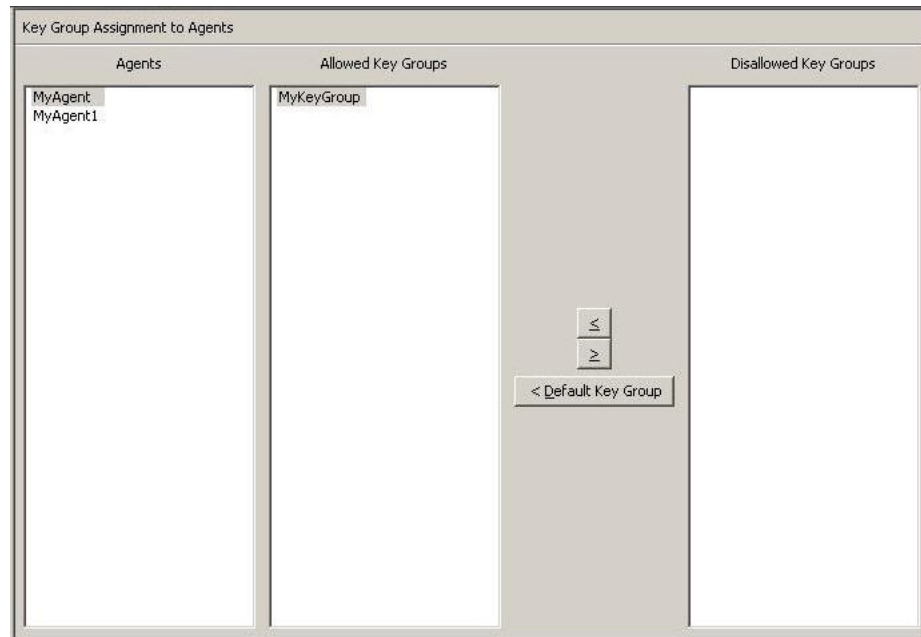 Key Group Assignment to Agents
Agents
Allowed Key Groups
Disallowed Key Groups
MyAgent
MyAgent1
MyKeyGroup
<
>
< Default Key Group